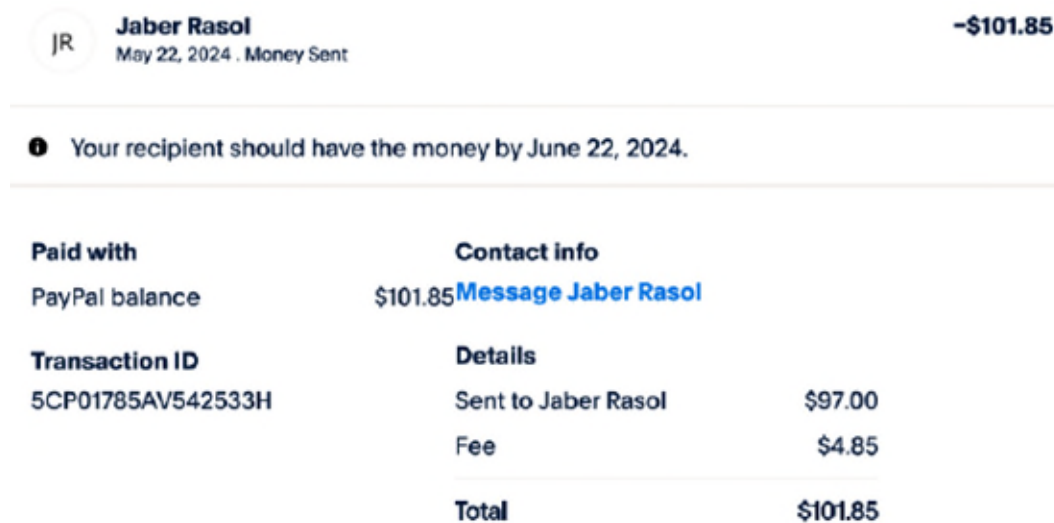 JR
Jaber Rasol
−$101.85
May 22, 2024 . Money Sent
Your recipient should have the money by June 22, 2024.
Paid with
PayPal balance $101.85
Transaction ID
5CP01785AV542533H
Contact info
Message Jaber Rasol
Details
Sent to Jaber Rasol $97.00
Fee $4.85
Total $101.85